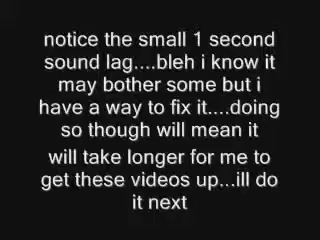 notice the small 1 second
sound lag....bleh i know it
may bother some but i
have a way to fix it....doing
so though will mean it
will take longer for me to
get these videos up...ill do
it next